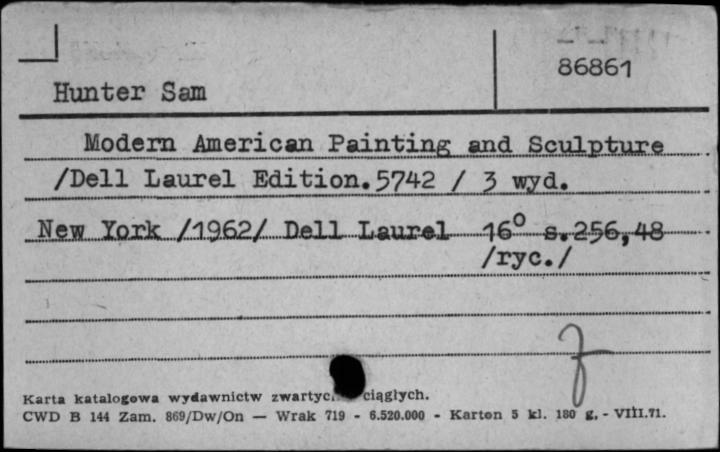 86861
Hunter Sam
Modern American Painting and Sculpture
/Dell Laurel Edition.5742 / 3 wyd.
New York /1962/ Dell Laurel 16° s.256,48
/ryc./
Karta katalogowa wydawnictw zwartyc ciągłych.
CWD B 144 Zam. 869/Dw/On — Wrak 719 - 6.520.000 - Karton 5 kl. 180 g. - VIII.71.